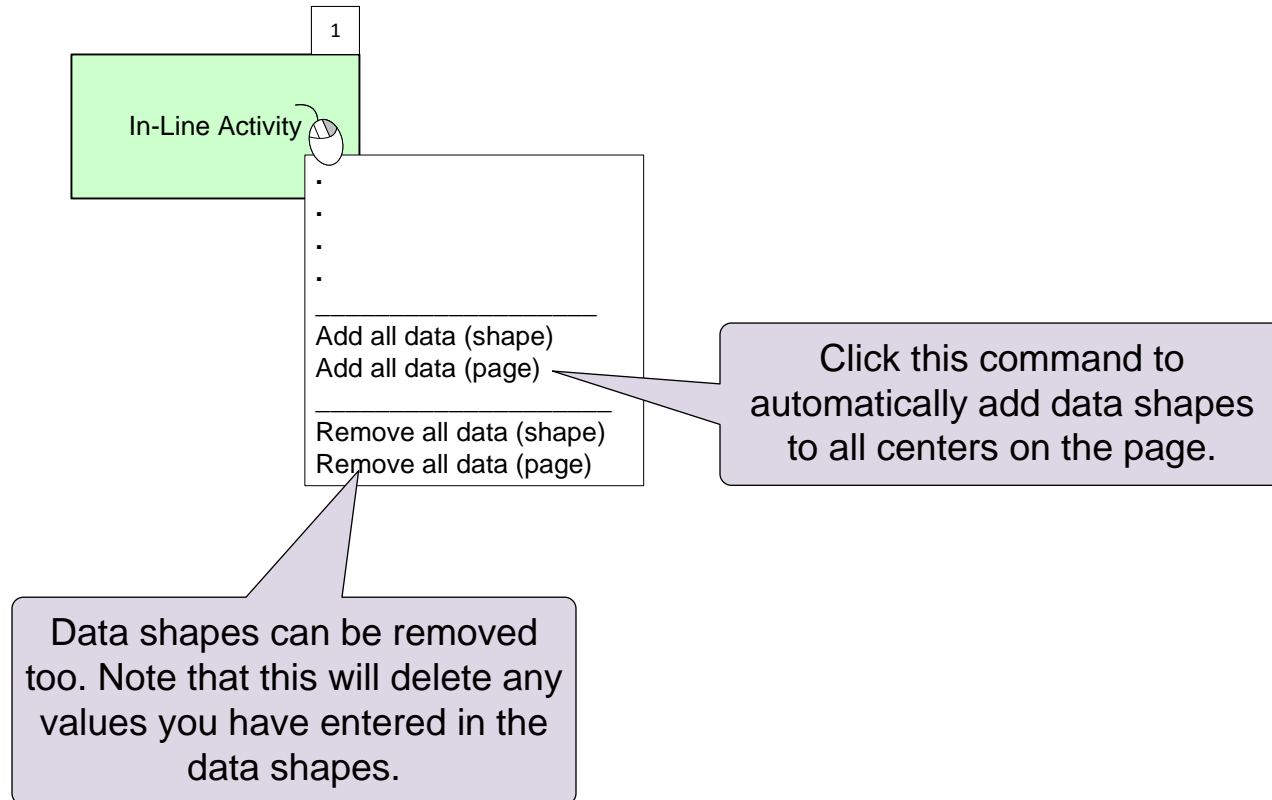 1
In-Line Activity
.
.
.
.
___________________
Add all data (shape)
Add all data (page)
____________________
Remove all data (shape)
Remove all data (page)
Click this command to
automatically add data shapes
to all centers on the page.
Data shapes can be removed
too. Note that this will delete any
values you have entered in the
data shapes.